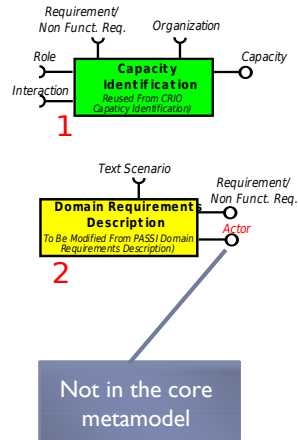 Requirement/
Non Funct. Req.
Organization
Role
Capacity
Identification
Reused From CRIO
Capaticy Identification)
Capacity
Interaction
1
Text Scenario
Requirement/
Non Funct. Req.
Domain Requirements
Description
To Be Modified From PASSI Domain
Requirements Description)
Actor
2
Not in the core
metamodel